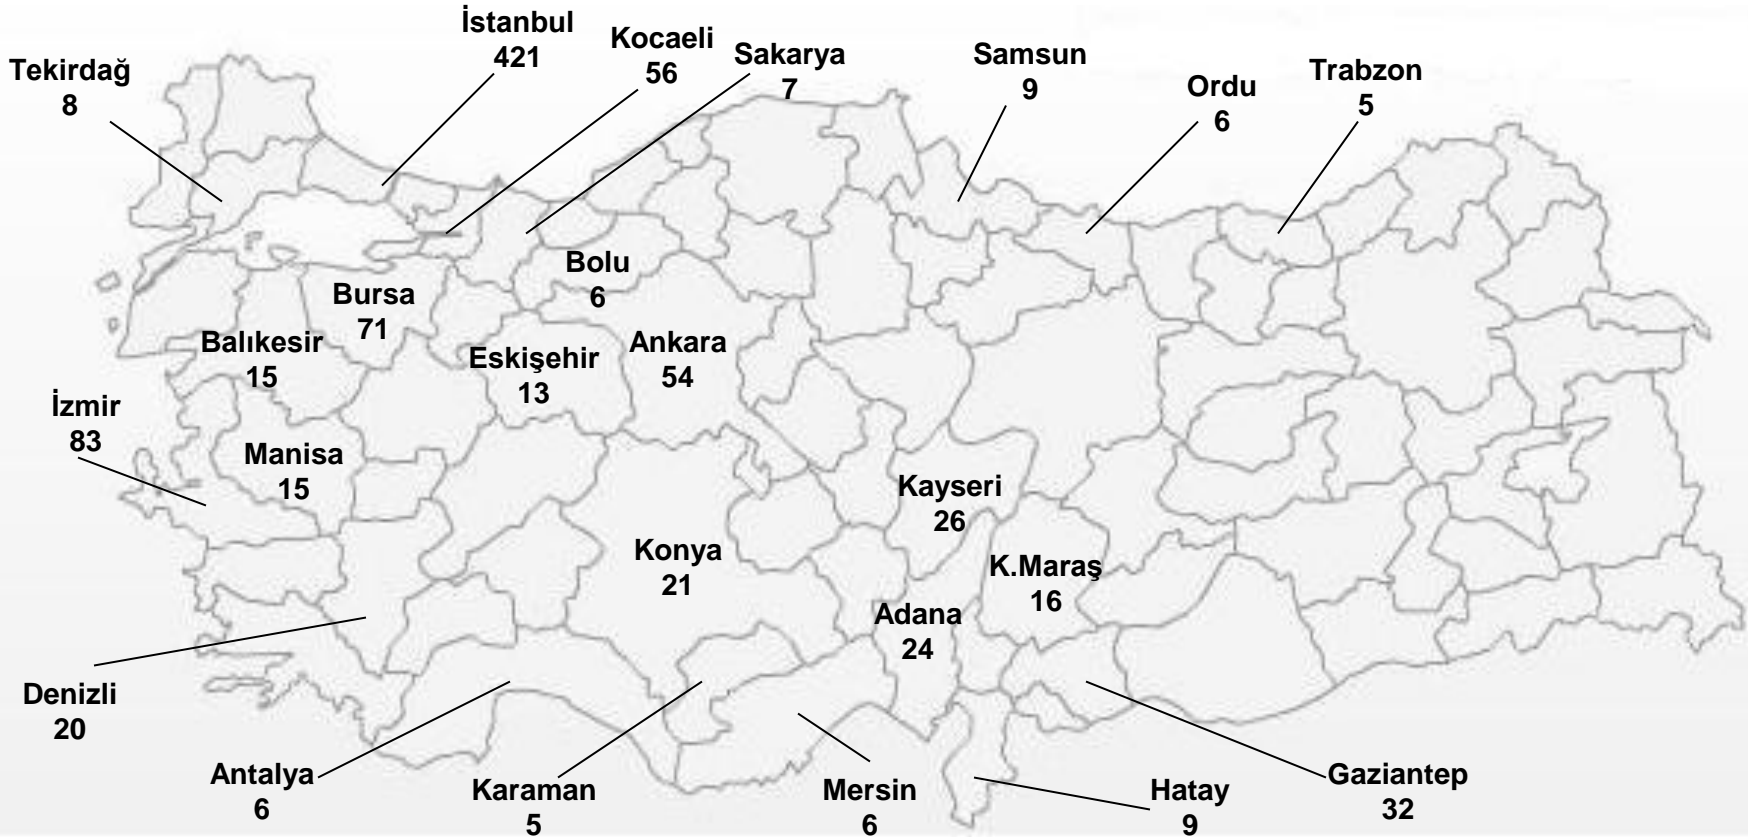 İstanbul
421
Kocaeli
56
Sakarya
7
Samsun
9
Ordu
6
Trabzon
5
Tekirdağ
8
Bolu
6
Bursa
71
Balıkesir
15
Eskişehir
13
Ankara
54
İzmir
83
Manisa
15
Kayseri
26
Konya
21
K.Maraş
16
Adana
24
Denizli
20
Antalya
6
Karaman
5
Mersin
6
Hatay
9
Gaziantep
32